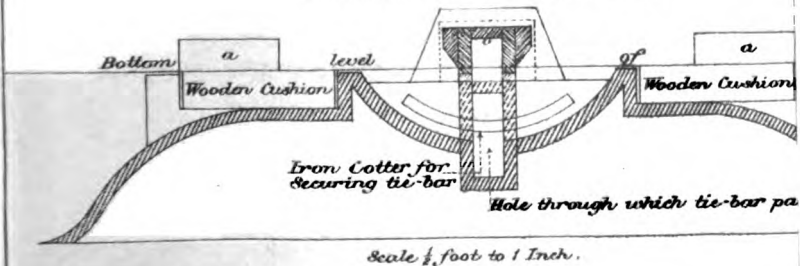 a
a
Bottom level of
Wooden Cushion
Wooden Cushion
Iron Cotter for
Securing tie-bar
Hole through which tie-bar pa
Scale ½ foot to 1 Inch.